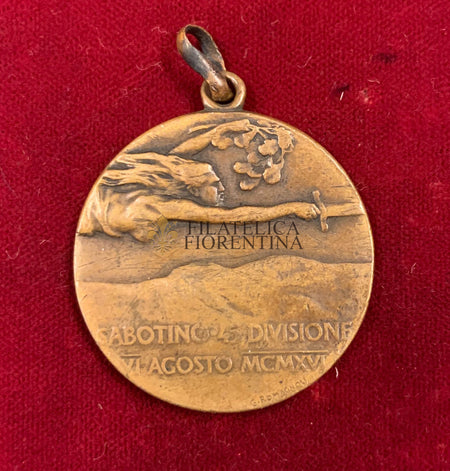 FILATELICA
FIORENTINA
SABOTINO 45 DIVISIONE
VI AGOSTO MCMXVI